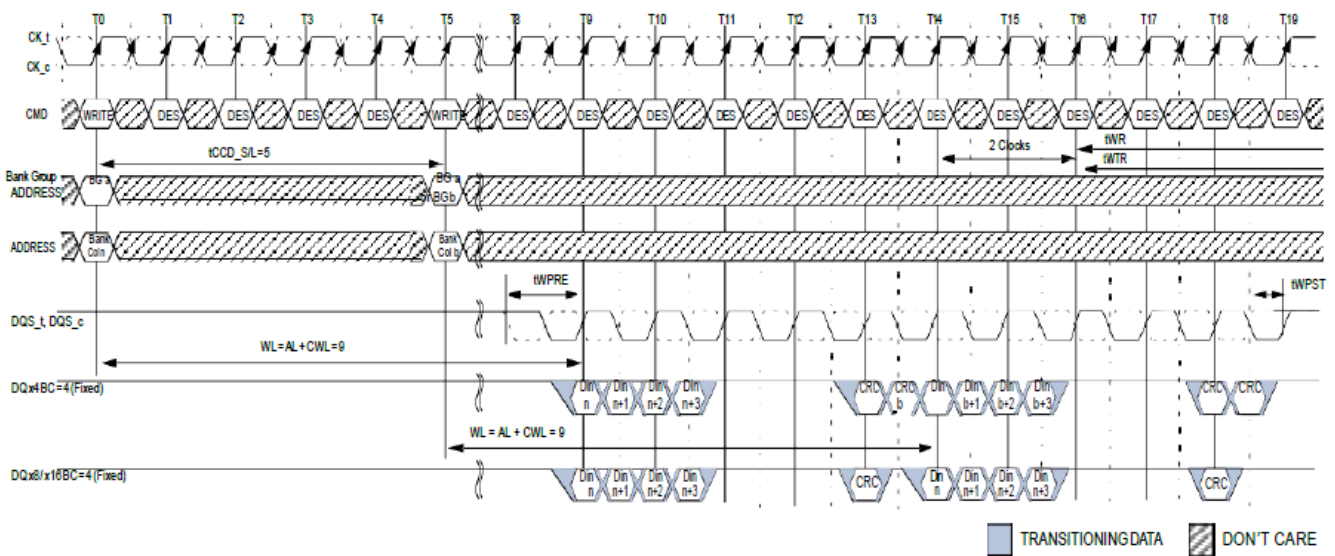 T0 T1 T2 T3 T4 T5 T8 T9 T10 T11 T12 T13 T14 T15 T16 T17 T18 T19
CK_t
CK_c
CMD WRITE DES DES DES DES WRITE DES DES DES DES DES DES DES DES DES DES DES DES
tCCD_S/L=5
2 Clocks
tWR
tWTR
Bank Group
ADDRESS
BG a
BG a
or BG b
ADDRESS
Bank
Col n
Bank
Col b
tWPRE
tWPST
DQS_t, DQS_c
WL=AL+CWL=9
DQx4BC=4(Fixed)
Din
n
Din
n+1
Din
n+2
Din
n+3
CRC
CRC
b
Din
Din
b+1
Din
b+2
Din
b+3
CRC
CRC
WL = AL + CWL = 9
DQx8/x16BC=4(Fixed)
Din
n
Din
n+1
Din
n+2
Din
n+3
CRC
Din
n
Din
n+1
Din
n+2
Din
n+3
CRC
TRANSITIONING DATA
DON'T CARE